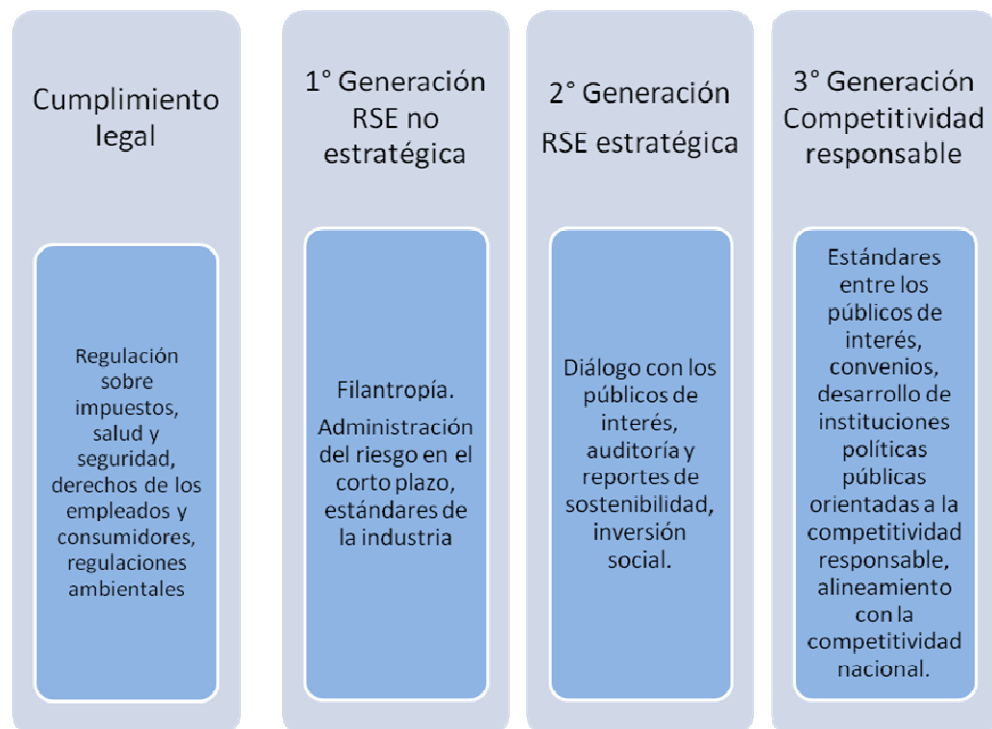 Cumplimiento
legal
Regulación
sobre
impuestos,
salud y
seguridad,
derechos de los
empleados y
consumidores,
regulaciones
ambientales
1° Generación
RSE no
estratégica
Filantropía.
Administración
del riesgo en el
corto plazo,
estándares de
la industria
2° Generación
RSE estratégica
Diálogo con los
públicos de
interés,
auditoría y
reportes de
sostenibilidad,
inversión
social.
3° Generación
Competitividad
responsable
Estándares
entre los
públicos de
interés,
convenios,
desarrollo de
instituciones
políticas
públicas
orientadas a la
competitividad
responsable,
alineamiento
con la
competitividad
nacional.